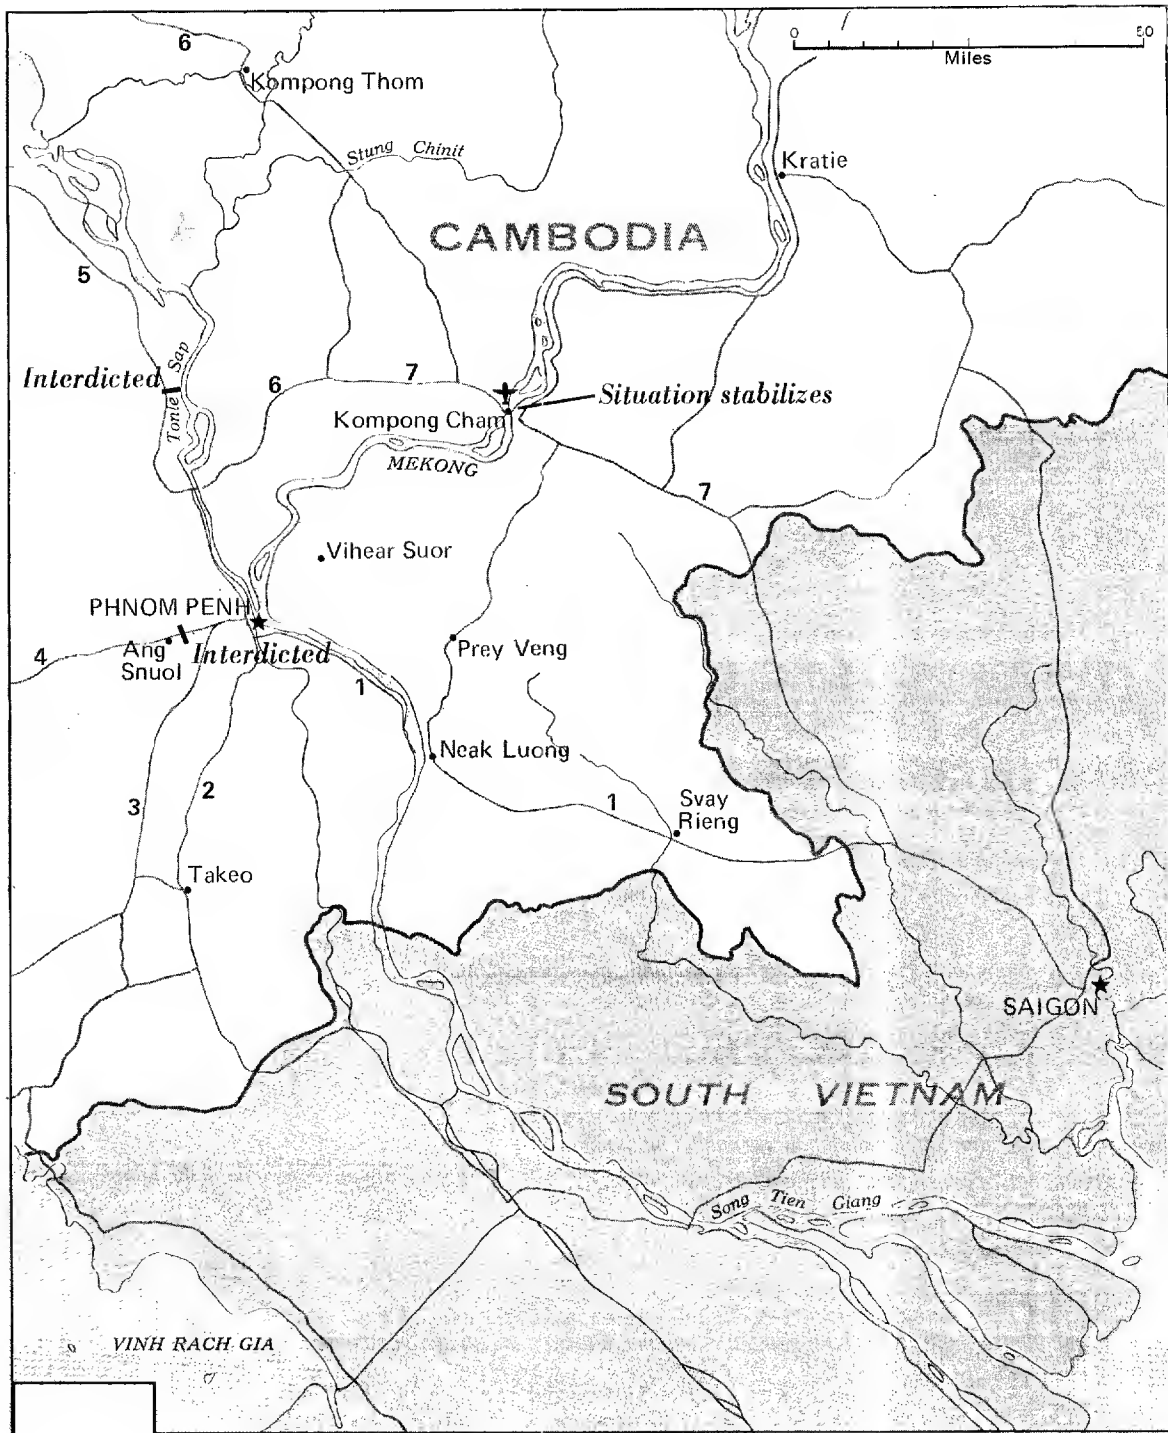 6
0 50
Miles
Kompong Thom
Stung Chinit
Kratie
CAMBODIA
5
Tonle Sap
Interdicted
6
7
Situation stabilizes
Kompong Cham
MEKONG
7
Vihear Suor
PHNOM PENH
Ang
Snuol
Interdicted
4
1
Prey Veng
Neak Luong
3
2
1
Svay
Rieng
Takeo
SAIGON
SOUTH VIETNAM
Song Tien Giang
VINH RACH GIA